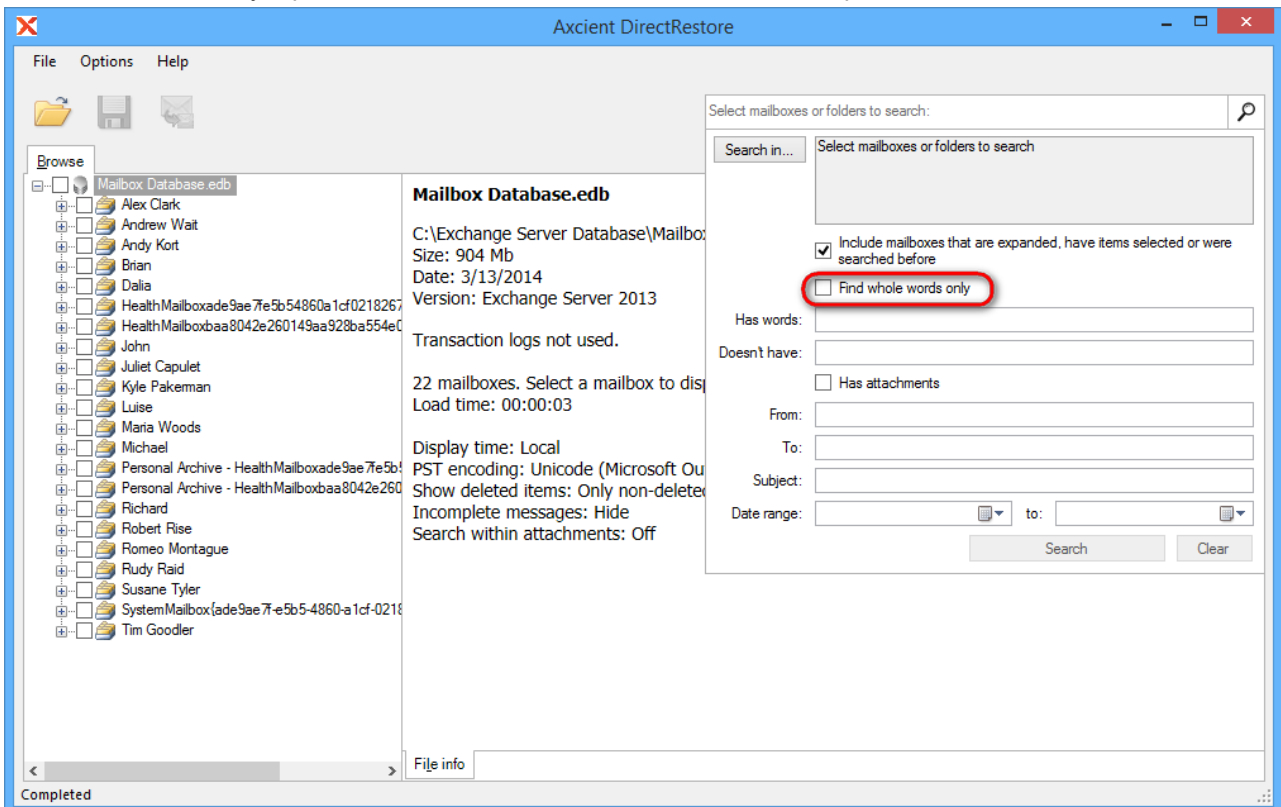 Axcient DirectRestore
File Options Help
Select mailboxes or folders to search:
Search in...
Select mailboxes or folders to search
Browse
Mailbox Database.edb
Alex Clark
Andrew Wait
Andy Kort
Brian
Dalia
HealthMailboxade9ae7fe5b54860a1cf0218267
HealthMailboxbaa8042e260149aa928ba554e0
John
Juliet Capulet
Kyle Pakerman
Luise
Maria Woods
Michael
Personal Archive - HealthMailboxade9ae7fe5b5
Personal Archive - HealthMailboxbaa8042e260
Richard
Robert Rise
Romeo Montague
Rudy Raid
Susane Tyler
SystemMailbox{ade9ae7f-e5b5-4860-a1cf-0218
Tim Goodler
Mailbox Database.edb
C:\Exchange Server Database\Mailbox
Size: 904 Mb
Date: 3/13/2014
Version: Exchange Server 2013
Transaction logs not used.
22 mailboxes. Select a mailbox to disp
Load time: 00:00:03
Display time: Local
PST encoding: Unicode (Microsoft Ou
Show deleted items: Only non-deleted
Incomplete messages: Hide
Search within attachments: Off
Include mailboxes that are expanded, have items selected or were
searched before
Find whole words only
Has words:
Doesn't have:
Has attachments
From:
To:
Subject:
Date range:
to:
Search
Clear
File info
Completed